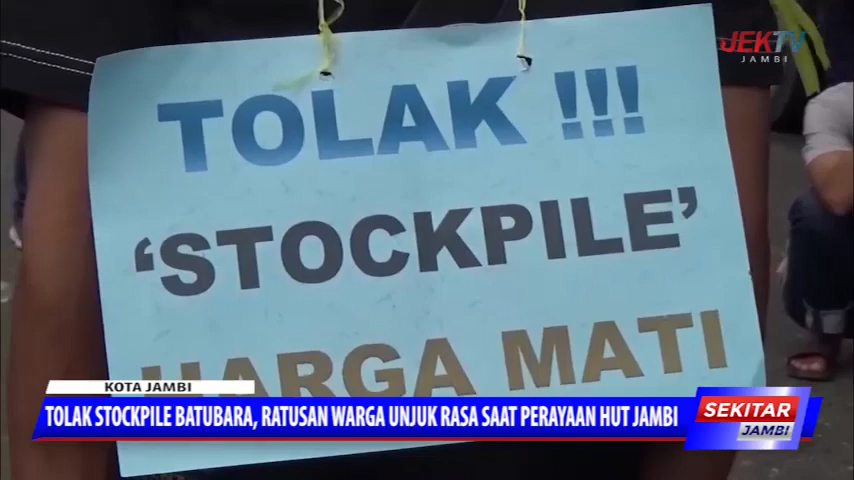 JEKTV
JAMBI
TOLAK !!!
‘STOCKPILE’
HARGA MATI
KOTA JAMBI
TOLAK STOCKPILE BATUBARA, RATUSAN WARGA UNJUK RASA SAAT PERAYAAN HUT JAMBI
SEKITAR
JAMBI